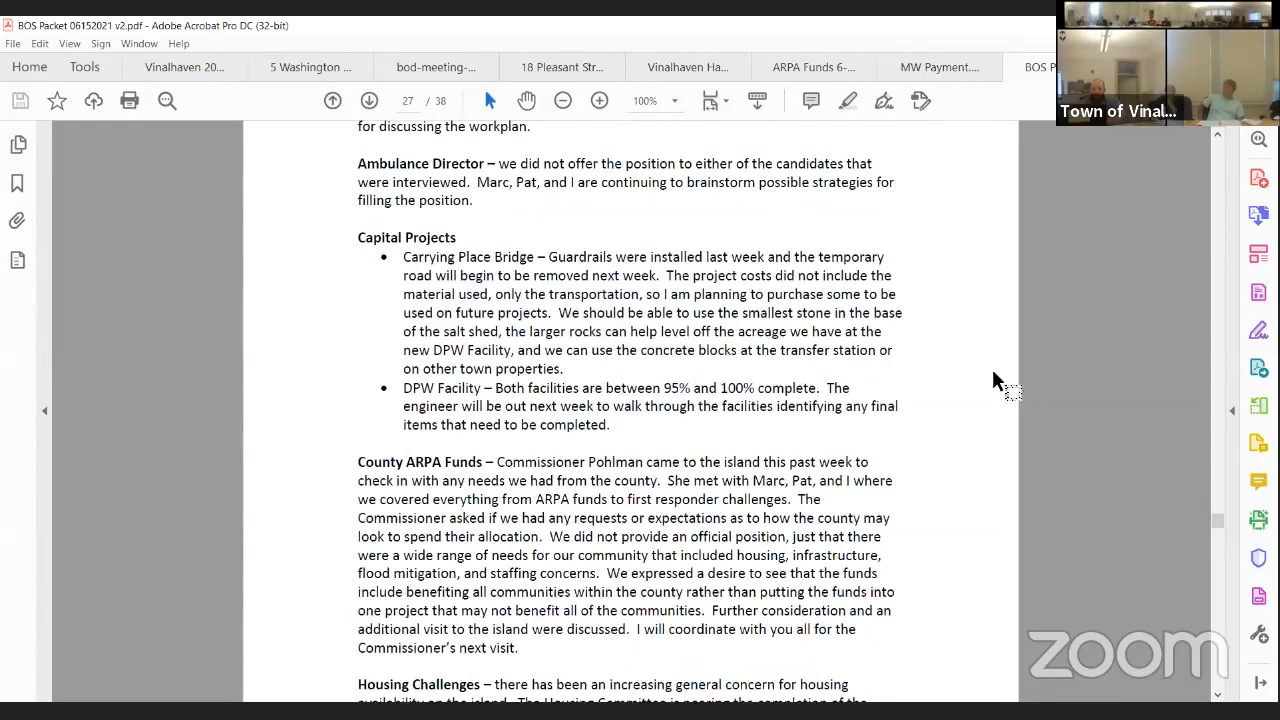 BOS Packet 06152021 v2.pdf - Adobe Acrobat Pro DC (32-bit)
File Edit View Sign Window Help
Home Tools Vinalhaven 20... 5 Washington ... bod-meeting-... 18 Pleasant Str... Vinalhaven Ha... ARPA Funds 6-... MW Payment.... BOS P
27 / 38 100%
Town of Vinal...
for discussing the workplan.
Ambulance Director – we did not offer the position to either of the candidates that
were interviewed. Marc, Pat, and I are continuing to brainstorm possible strategies for
filling the position.
Capital Projects
• Carrying Place Bridge – Guardrails were installed last week and the temporary
road will begin to be removed next week. The project costs did not include the
material used, only the transportation, so I am planning to purchase some to be
used on future projects. We should be able to use the smallest stone in the base
of the salt shed, the larger rocks can help level off the acreage we have at the
new DPW Facility, and we can use the concrete blocks at the transfer station or
on other town properties.
• DPW Facility – Both facilities are between 95% and 100% complete. The
engineer will be out next week to walk through the facilities identifying any final
items that need to be completed.
County ARPA Funds – Commissioner Pohlman came to the island this past week to
check in with any needs we had from the county. She met with Marc, Pat, and I where
we covered everything from ARPA funds to first responder challenges. The
Commissioner asked if we had any requests or expectations as to how the county may
look to spend their allocation. We did not provide an official position, just that there
were a wide range of needs for our community that included housing, infrastructure,
flood mitigation, and staffing concerns. We expressed a desire to see that the funds
include benefiting all communities within the county rather than putting the funds into
one project that may not benefit all of the communities. Further consideration and an
additional visit to the island were discussed. I will coordinate with you all for the
Commissioner's next visit.
Housing Challenges – there has been an increasing general concern for housing
availability on the island. The Housing Committee is nearing the completion of the
zoom